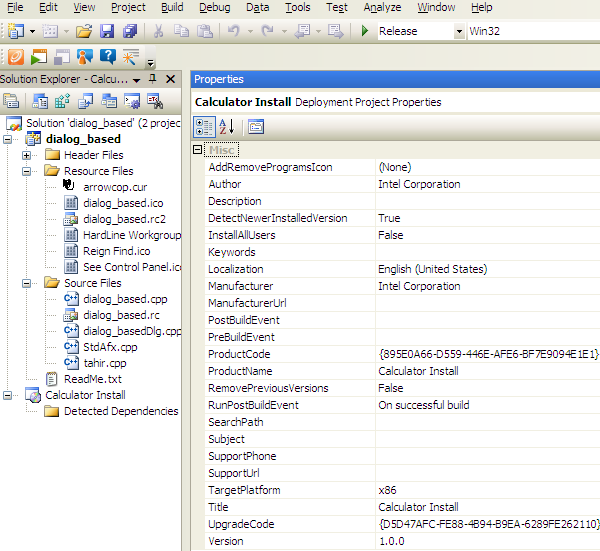 File Edit View Project Build Debug Data Tools Test Analyze Window Help
Release Win32
Solution Explorer - Calcu...
Properties
Calculator Install Deployment Project Properties
Solution 'dialog_based' (2 projec
dialog_based
Header Files
Resource Files
arrowcop.cur
dialog_based.ico
dialog_based.rc2
HardLine Workgroup
Reign Find.ico
See Control Panel.ico
Source Files
dialog_based.cpp
dialog_based.rc
dialog_basedDlg.cpp
StdAfx.cpp
tahir.cpp
ReadMe.txt
Calculator Install
Detected Dependencies
Misc
AddRemoveProgramsIcon (None)
Author Intel Corporation
Description
DetectNewerInstalledVersion True
InstallAllUsers False
Keywords
Localization English (United States)
Manufacturer Intel Corporation
ManufacturerUrl
PostBuildEvent
PreBuildEvent
ProductCode {895E0A66-D559-446E-AFE6-BF7E9094E1E1}
ProductName Calculator Install
RemovePreviousVersions False
RunPostBuildEvent On successful build
SearchPath
Subject
SupportPhone
SupportUrl
TargetPlatform x86
Title Calculator Install
UpgradeCode {D5D47AFC-FE88-4B94-B9EA-6289FE262110}
Version 1.0.0